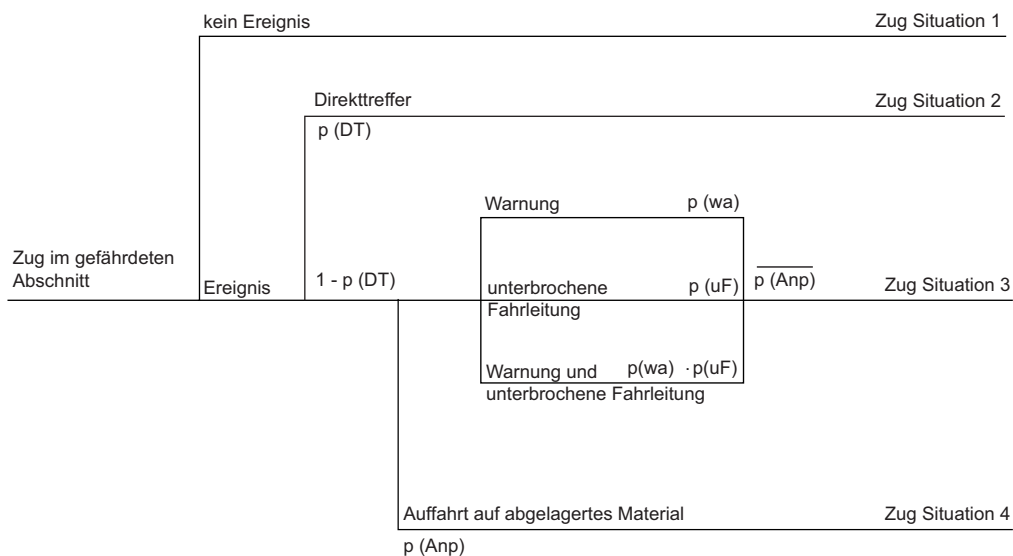 kein Ereignis
Zug Situation 1
Direkttreffer
Zug Situation 2
p (DT)
Warnung
p (wa)
Zug im gefährdeten
Abschnitt
Ereignis
1 - p (DT)
unterbrochene
Fahrleitung
p (uF)
p (Anp)
Zug Situation 3
Warnung und
unterbrochene Fahrleitung
p(wa) · p(uF)
Auffahrt auf abgelagertes Material
Zug Situation 4
p (Anp)